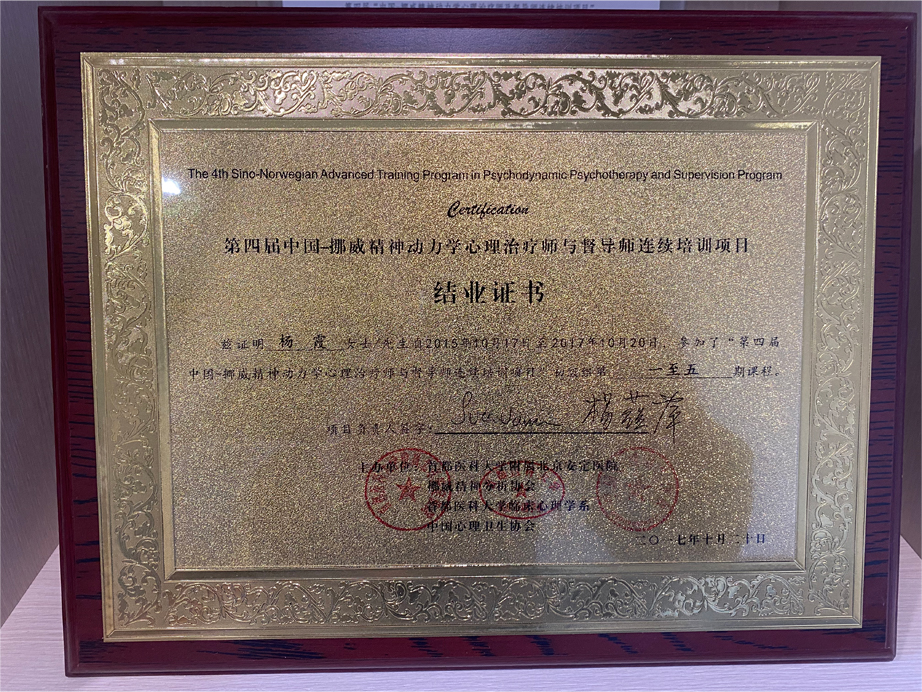 The 4th Sino-Norwegian Advanced Training Program in Psychodynamic Psychotherapy and Supervision Program
Certification
第四届中国-挪威精神动力学心理治疗师与督导师连续培训项目
结业证书
兹证明 杨 霞 女士/先生自2015年10月17日至2017年10月20日，参加了“第四届
中国-挪威精神动力学心理治疗师与督导师连续培训项目”初级组第 一至五 期课程。
项目负责人签字：
主办单位：首都医科大学附属北京安定医院
挪威精神分析协会
首都医科大学临床心理学系
中国心理卫生协会
二〇一七年十月二十日